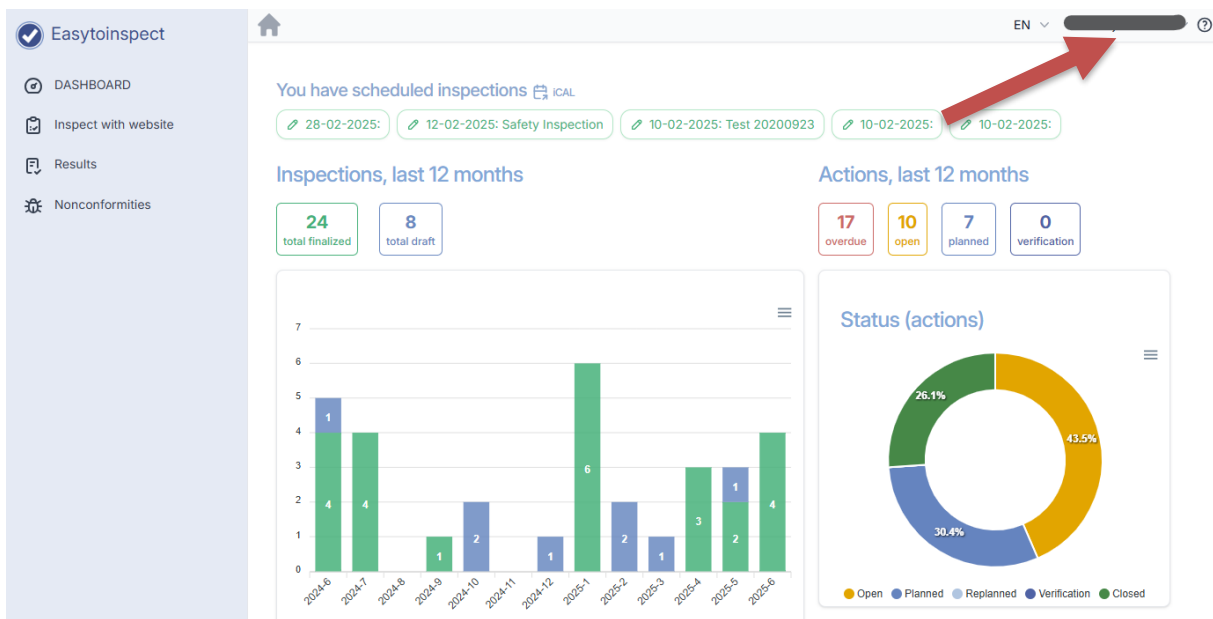 Easytoinspect
EN
DASHBOARD
Inspect with website
Results
Nonconformities
You have scheduled inspections iCAL
28-02-2025: 12-02-2025: Safety Inspection 10-02-2025: Test 20200923 10-02-2025: 10-02-2025:
Inspections, last 12 months
24 8
total finalized total draft
Actions, last 12 months
17 10 7 0
overdue open planned verification
7
6
5
4
3
2
1
0
1
4 4 1 2 1 6 2 1 3 1 2 4
2024-6 2024-7 2024-8 2024-9 2024-10 2024-11 2024-12 2025-1 2025-2 2025-3 2025-4 2025-5 2025-6
Status (actions)
26.1%
43.5%
30.4%
Open Planned Replanned Verification Closed